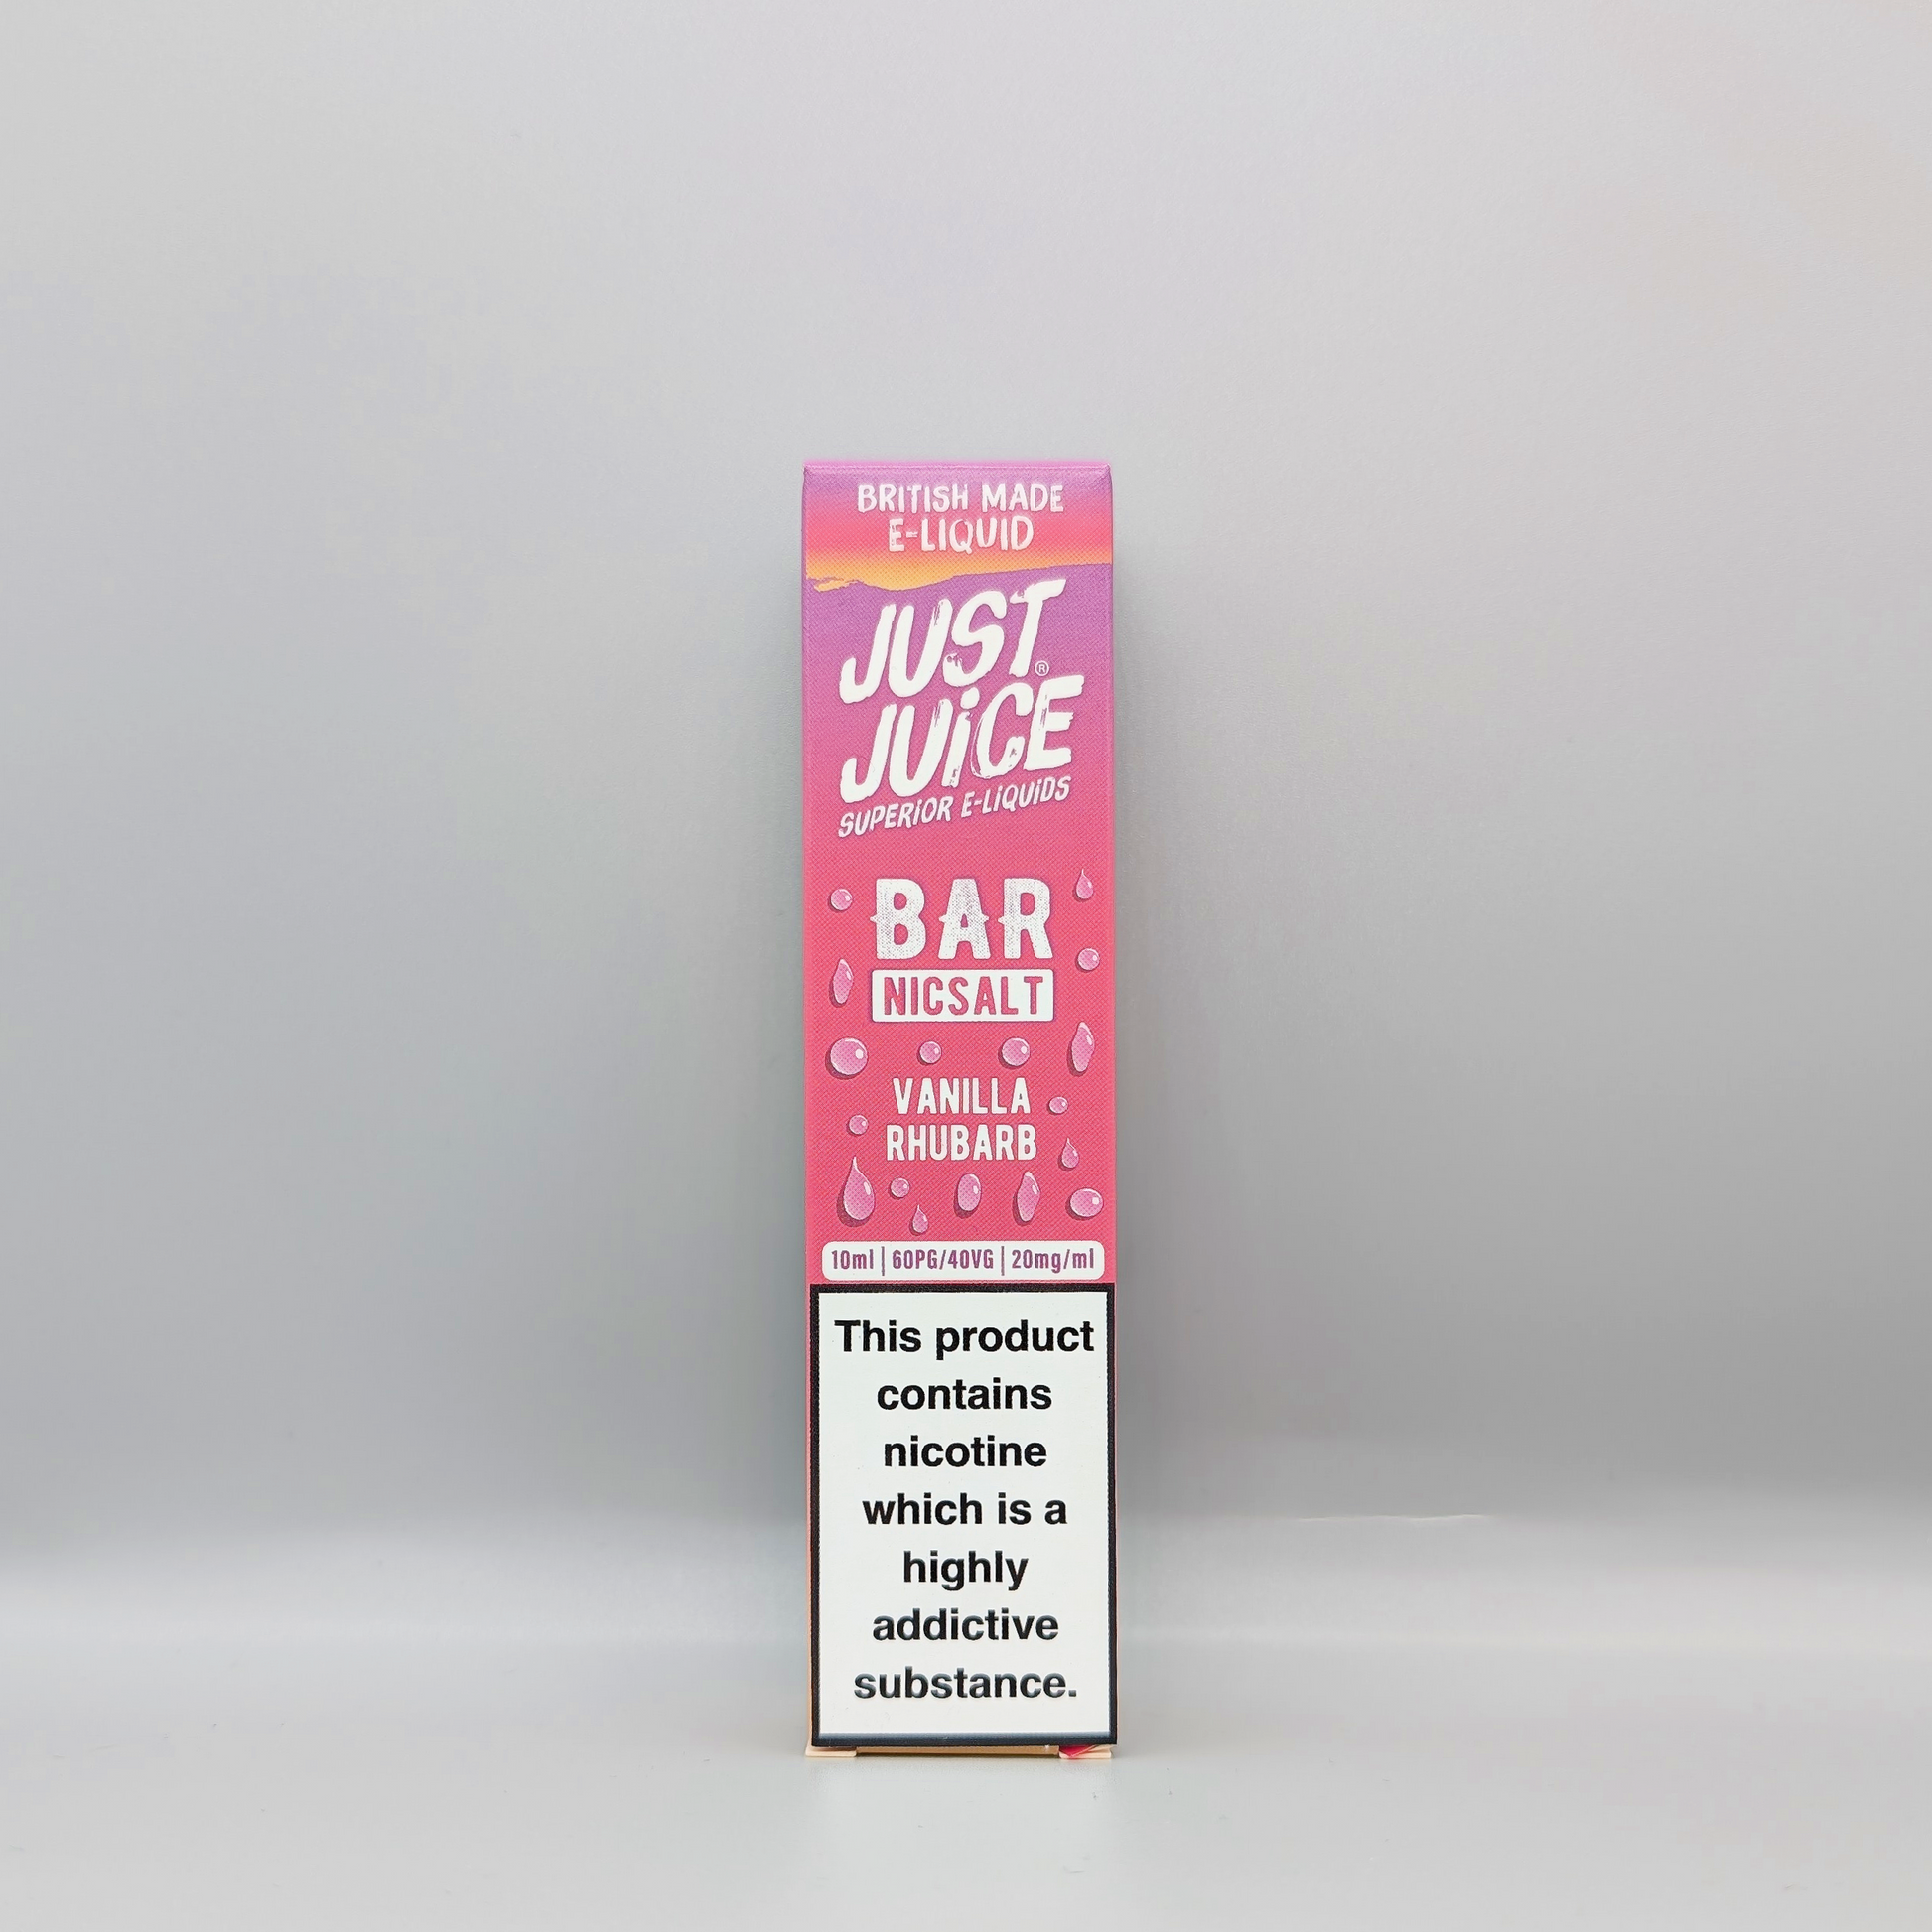 BRITISH MADE
E-LIQUID
JUST
JUiCE®
SUPERiOR E-LiQUiDS
BAR
NICSALT
VANILLA
RHUBARB
10ml | 60PG/40VG | 20mg/ml
This product
contains
nicotine
which is a
highly
addictive
substance.